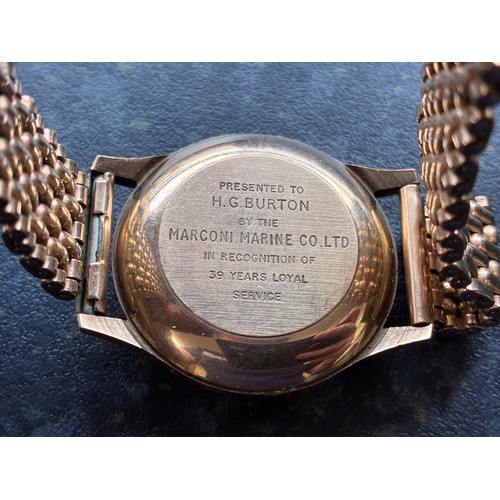 PRESENTED TO
H.G. BURTON
BY THE
MARCONI MARINE CO. LTD
IN RECOGNITION OF
39 YEARS LOYAL
SERVICE